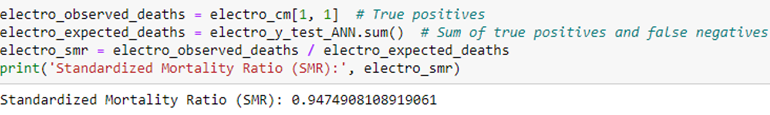 electro_observed_deaths = electro_cm[1, 1]  # True positives
electro_expected_deaths = electro_y_test_ANN.sum()  # Sum of true positives and false negatives
electro_smr = electro_observed_deaths / electro_expected_deaths
print('Standardized Mortality Ratio (SMR):', electro_smr)
Standardized Mortality Ratio (SMR): 0.9474908108919061